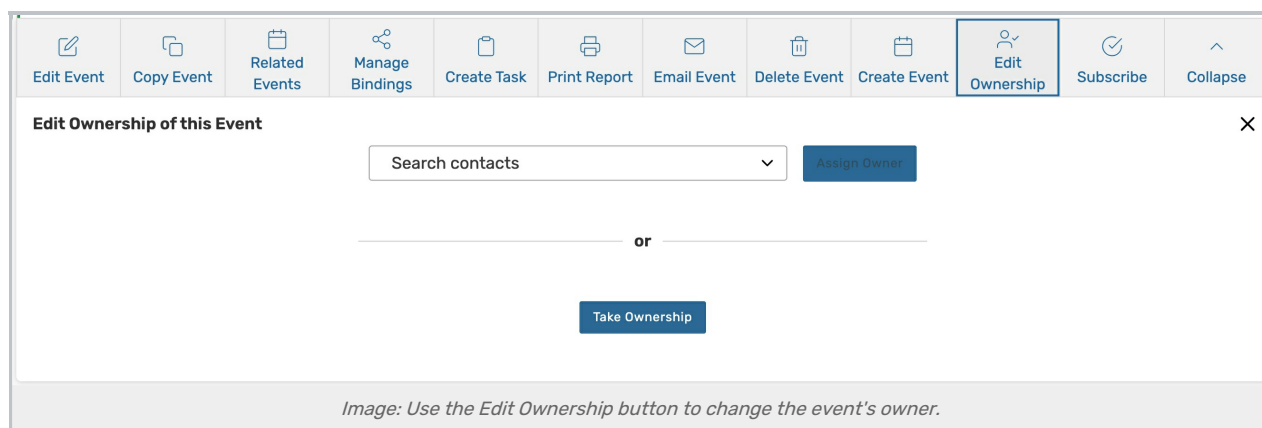 Edit Event
Copy Event
Related
Events
Manage
Bindings
Create Task
Print Report
Email Event
Delete Event
Create Event
Edit
Ownership
Subscribe
Collapse
Edit Ownership of this Event
Search contacts
Assign Owner
or
Take Ownership
Image: Use the Edit Ownership button to change the event's owner.